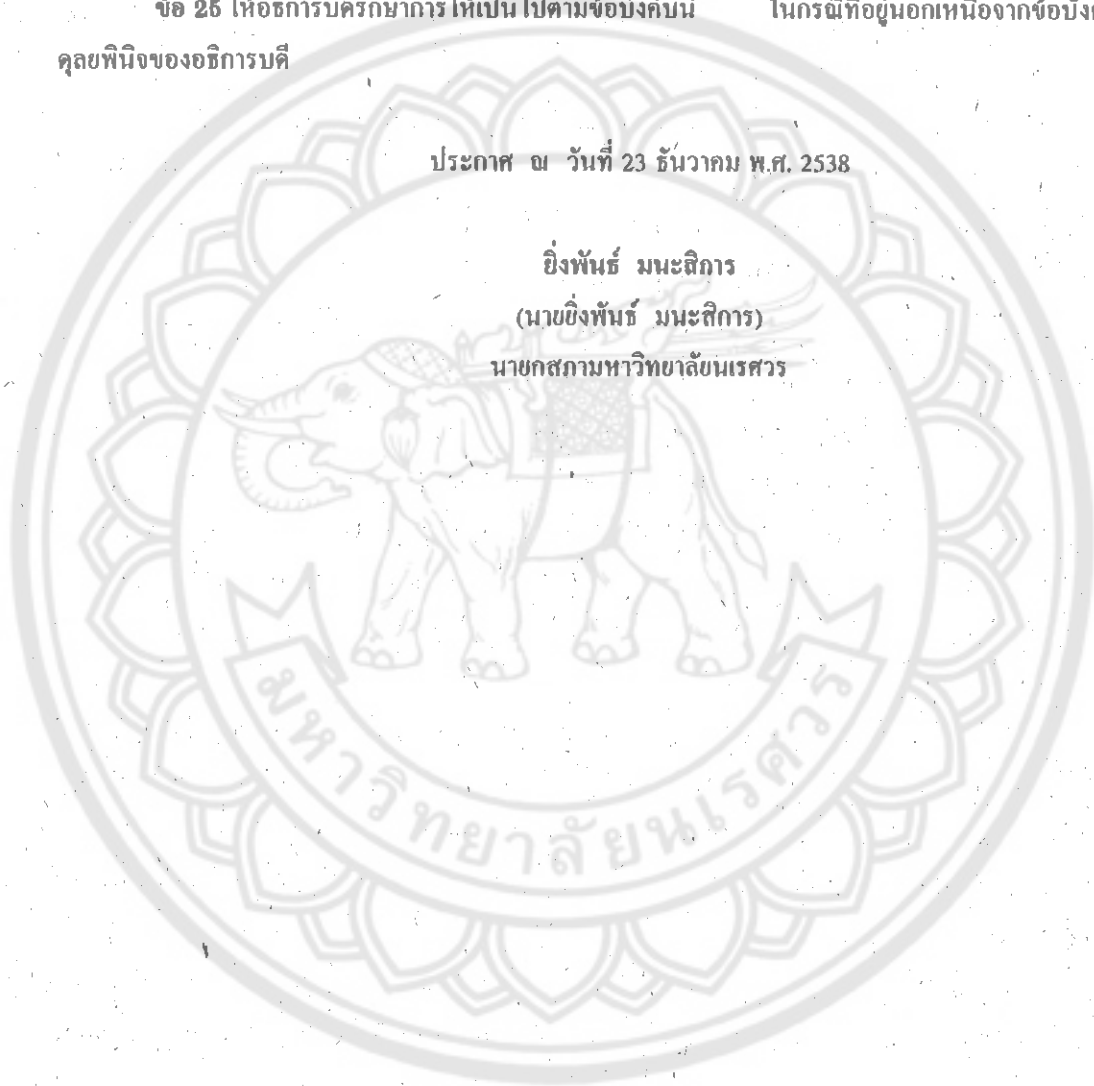 ข้อ 25 ให้อธิการบดีรักษาการให้เป็นไปตามข้อบังคับนี้ ในกรณีที่อยู่นอกเหนือจากข้อบังคับ
ดุลยพินิจของอธิการบดี
ประกาศ ณ วันที่ 23 ธันวาคม พ.ศ. 2538
ยิ่งพันธ์ มนะสิการ
(นายยิ่งพันธ์ มนะสิการ)
นายกสภามหาวิทยาลัยนเรศวร
มหาวิทยาลัยนเรศวร